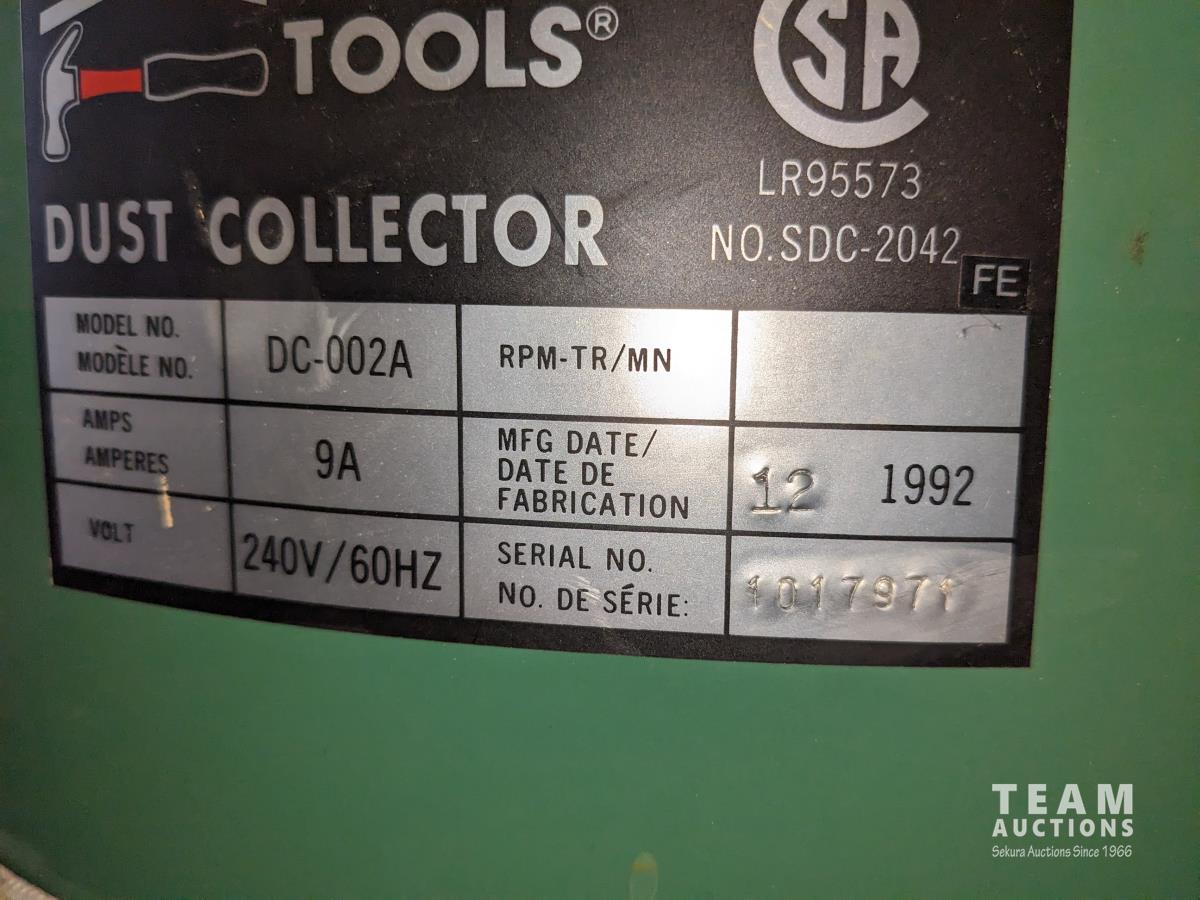 TOOLS®
CSA
LR95573
DUST COLLECTOR
NO. SDC-2042
FE
MODEL NO.
MODÈLE NO.
DC-002A
RPM-TR/MN
AMPS
AMPERES
9A
MFG DATE/
DATE DE
FABRICATION
12 1992
VOLT
240V/60HZ
SERIAL NO.
NO. DE SÉRIE:
1017971
TEAM
AUCTIONS
Sekura Auctions Since 1966